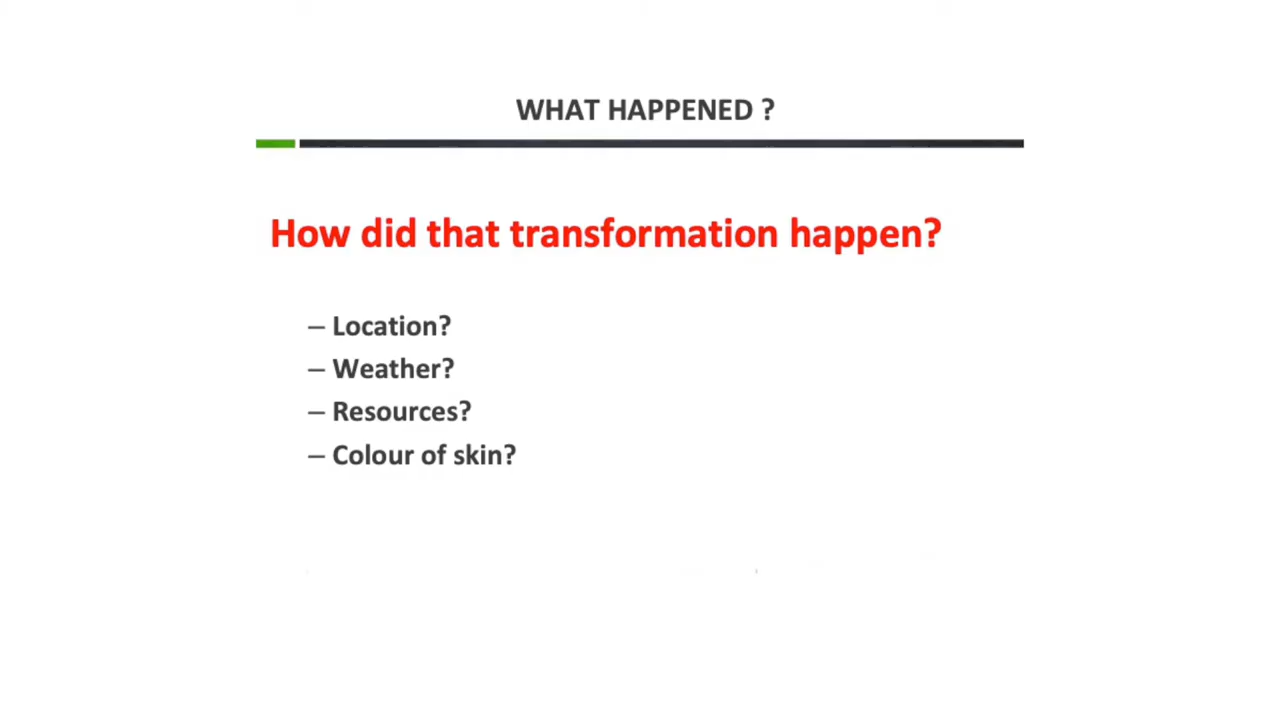 WHAT HAPPENED ?
How did that transformation happen?
– Location?
– Weather?
– Resources?
– Colour of skin?